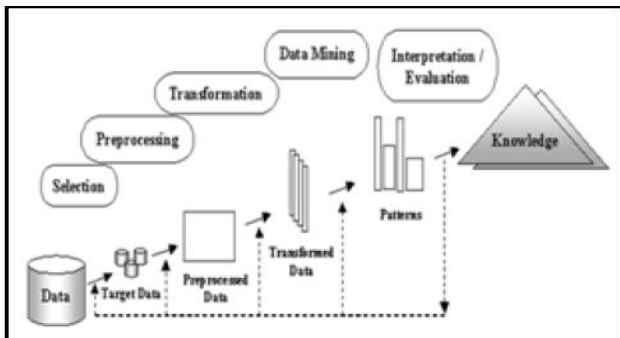 Data Mining
Interpretation /
Evaluation
Transformation
Preprocessing
Selection
Knowledge
Patterns
Transformed
Data
Preprocessed
Data
Target Data
Data